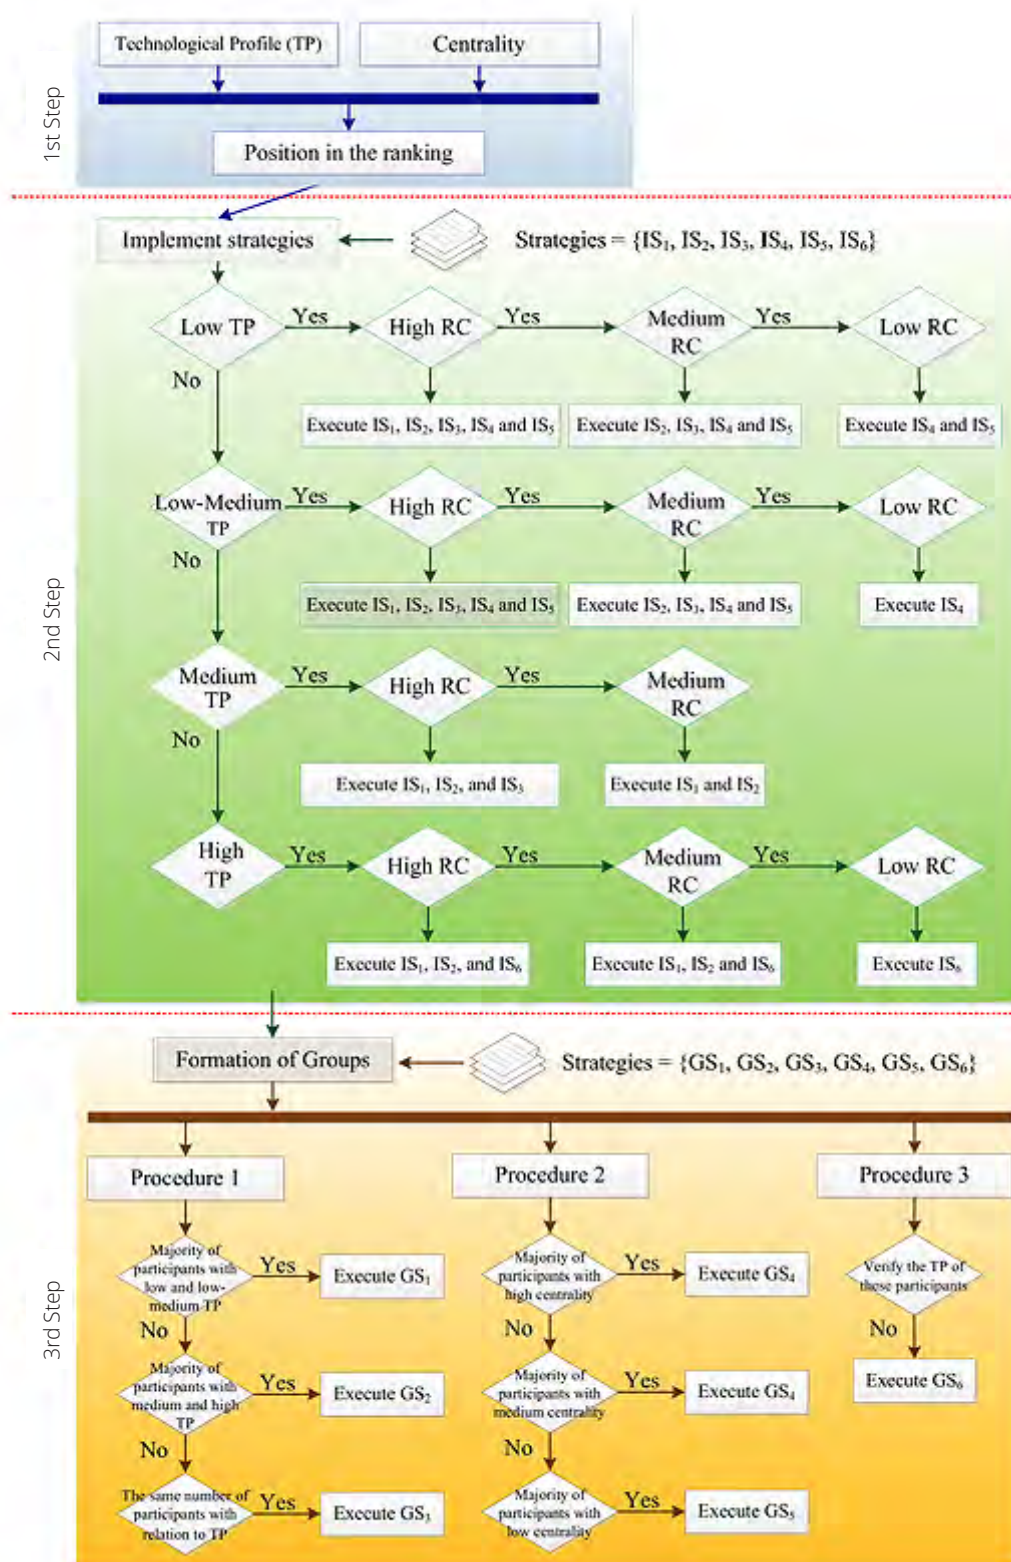 1st Step
Technological Profile (TP)
Centrality
Position in the ranking
2nd Step
Implement strategies
Strategies = {IS₁, IS₂, IS₃, IS₄, IS₅, IS₆}
Low TP
Yes
High RC
Yes
Medium
RC
Yes
Low RC
No
Execute IS₁, IS₂, IS₃, IS₄ and IS₅
Execute IS₂, IS₃, IS₄ and IS₅
Execute IS₄ and IS₅
Low-Medium
TP
Yes
High RC
Yes
Medium
RC
Yes
Low RC
No
Execute IS₁, IS₂, IS₃, IS₄ and IS₅
Execute IS₂, IS₃, IS₄ and IS₅
Execute IS₄
Medium
TP
Yes
High RC
Yes
Medium
RC
No
Execute IS₁, IS₂, and IS₃
Execute IS₁ and IS₂
High
TP
Yes
High RC
Yes
Medium
RC
Yes
Low RC
Execute IS₁, IS₂, and IS₆
Execute IS₁, IS₂ and IS₆
Execute IS₆
3rd Step
Formation of Groups
Strategies = {GS₁, GS₂, GS₃, GS₄, GS₅, GS₆}
Procedure 1
Majority of
participants with
low and low-
medium TP
Yes
Execute GS₁
No
Majority of
participants with
medium and high
TP
Yes
Execute GS₂
No
The same number of
participants with
relation to TP
Yes
Execute GS₃
Procedure 2
Majority of
participants with
high centrality
Yes
Execute GS₄
No
Majority of
participants with
medium centrality
Yes
Execute GS₄
No
Majority of
participants with
low centrality
Yes
Execute GS₅
Procedure 3
Verify the TP of
these participants
No
Execute GS₆